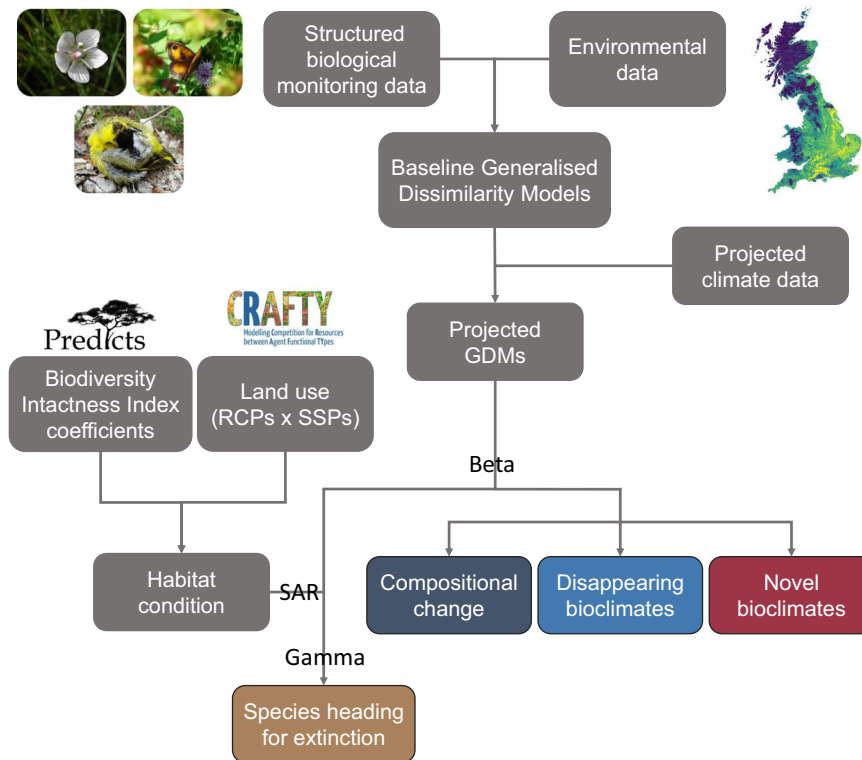 Structured
biological
monitoring data
Environmental
data
Baseline Generalised
Dissimilarity Models
Projected
climate data
Projected
GDMs
Predicts
CRAFTY
Modelling Competition for Resources
between Agent Functional TYpes
Biodiversity
Intactness Index
coefficients
Land use
(RCPs x SSPs)
Beta
Habitat
condition
SAR
Compositional
change
Disappearing
bioclimates
Novel
bioclimates
Gamma
Species heading
for extinction